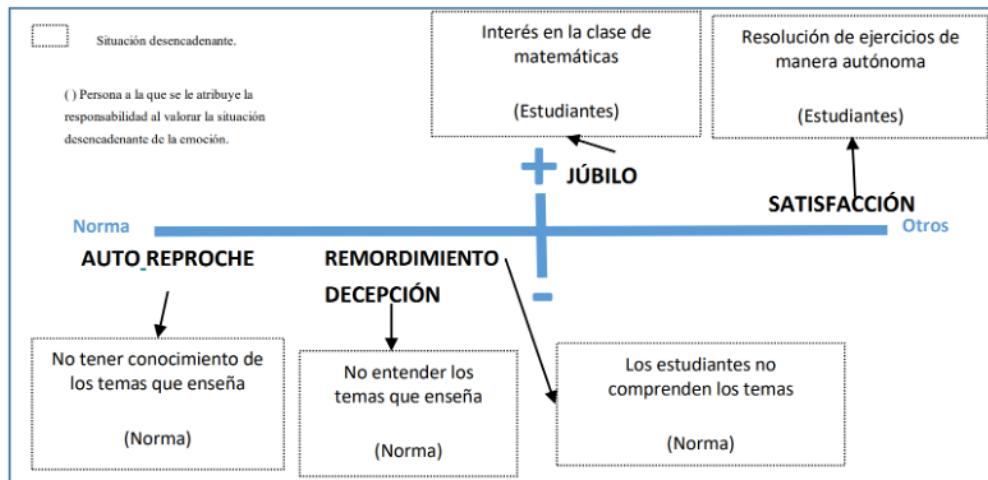 Situación desencadenante.
( ) Persona a la que se le atribuye la
responsabilidad al valorar la situación
desencadenante de la emoción.
Interés en la clase de
matemáticas
(Estudiantes)
Resolución de ejercicios de
manera autónoma
(Estudiantes)
+
JÚBILO
SATISFACCIÓN
Norma
Otros
AUTO_REPROCHE
REMORDIMIENTO
DECEPCIÓN
-
No tener conocimiento de
los temas que enseña
(Norma)
No entender los
temas que enseña
(Norma)
Los estudiantes no
comprenden los temas
(Norma)